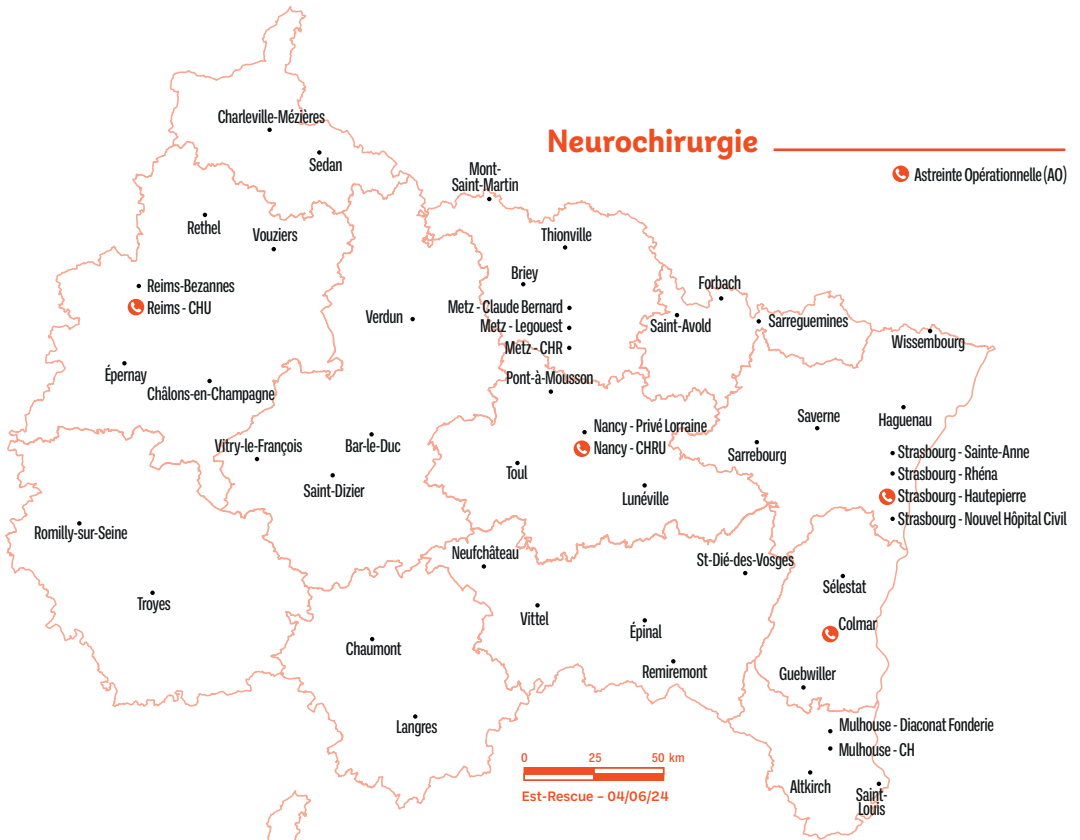 Neurochirurgie
Astreinte Opérationnelle (AO)
Charleville-Mézières
Sedan
Mont-
Saint-Martin
Rethel
Vouziers
Thionville
Briey
Forbach
Reims-Bezannes
Reims - CHU
Verdun
Metz - Claude Bernard
Metz - Legouest
Metz - CHR
Saint-Avold
Sarreguemines
Wissembourg
Épernay
Châlons-en-Champagne
Pont-à-Mousson
Vitry-le-François
Bar-le-Duc
Saint-Dizier
Nancy - Privé Lorraine
Nancy - CHRU
Toul
Lunéville
Saverne
Sarrebourg
Haguenau
Strasbourg - Sainte-Anne
Strasbourg - Rhéna
Strasbourg - Hautepierre
Strasbourg - Nouvel Hôpital Civil
Romilly-sur-Seine
Troyes
Neufchâteau
St-Dié-des-Vosges
Sélestat
Vittel
Épinal
Colmar
Chaumont
Remiremont
Guebwiller
Langres
Mulhouse - Diaconat Fonderie
Mulhouse - CH
Altkirch
Saint-
Louis
0 25 50 km
Est-Rescue - 04/06/24